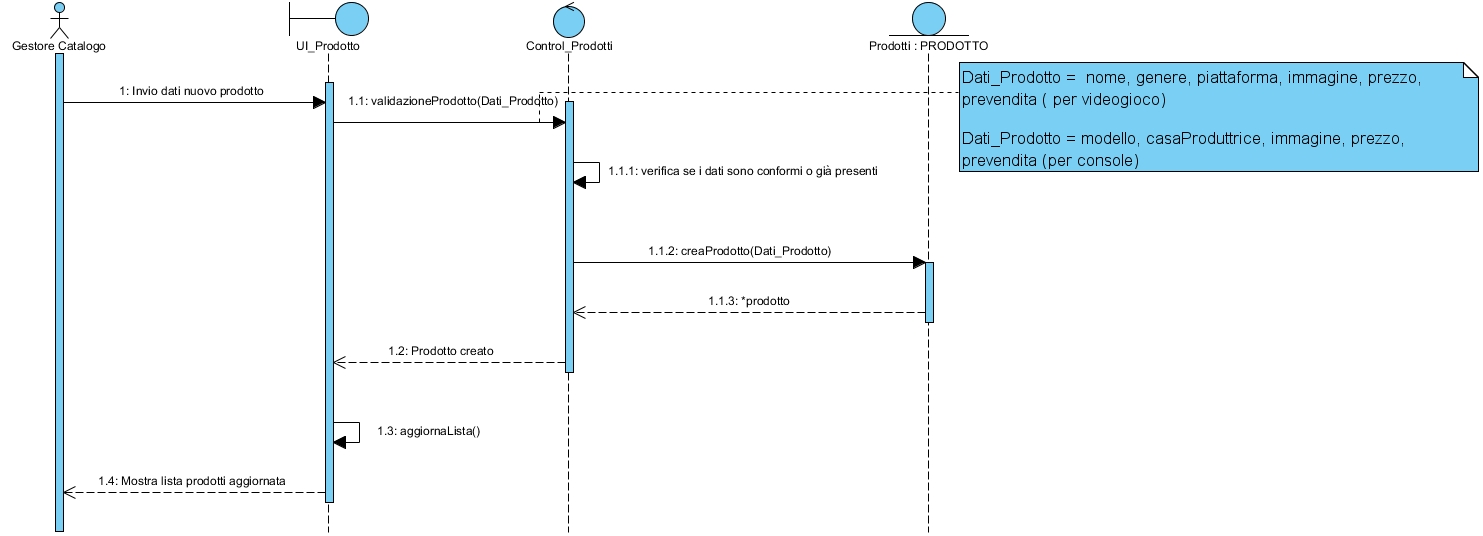 Gestore Catalogo
UI_Prodotto
Control_Prodotti
Prodotti : PRODOTTO
Dati_Prodotto = nome, genere, piattaforma, immagine, prezzo,
prevendita ( per videogioco)
Dati_Prodotto = modello, casaProduttrice, immagine, prezzo,
prevendita (per console)
1: Invio dati nuovo prodotto
1.1: validazioneProdotto(Dati_Prodotto)
1.1.1: verifica se i dati sono conformi o già presenti
1.1.2: creaProdotto(Dati_Prodotto)
1.1.3: *prodotto
1.2: Prodotto creato
1.3: aggiornaLista()
1.4: Mostra lista prodotti aggiornata